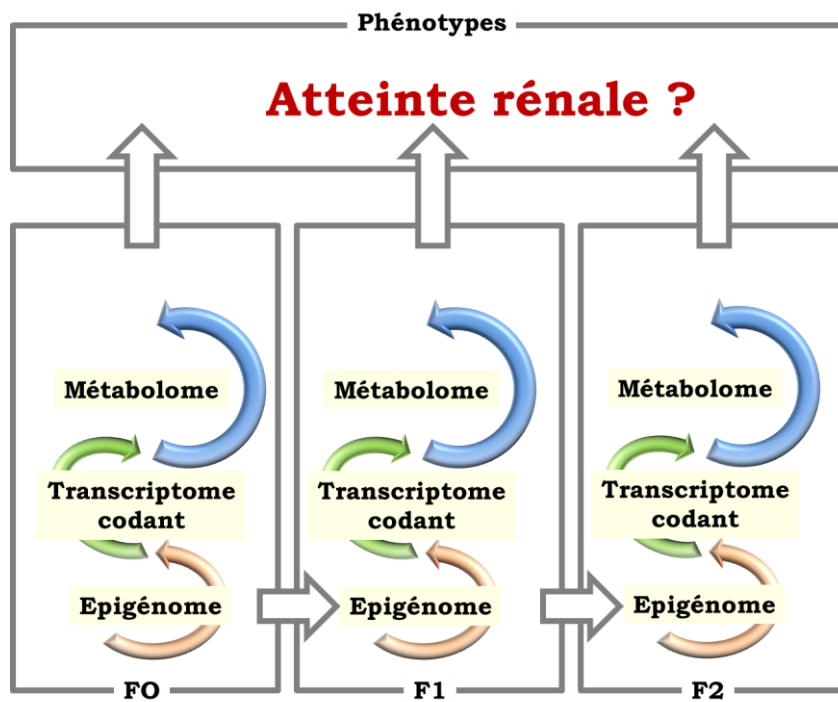 Phénotypes
Atteinte rénale ?
Métabolome
Transcriptome
codant
Epigénome
FO
Métabolome
Transcriptome
codant
Epigénome
F1
Métabolome
Transcriptome
codant
Epigénome
F2